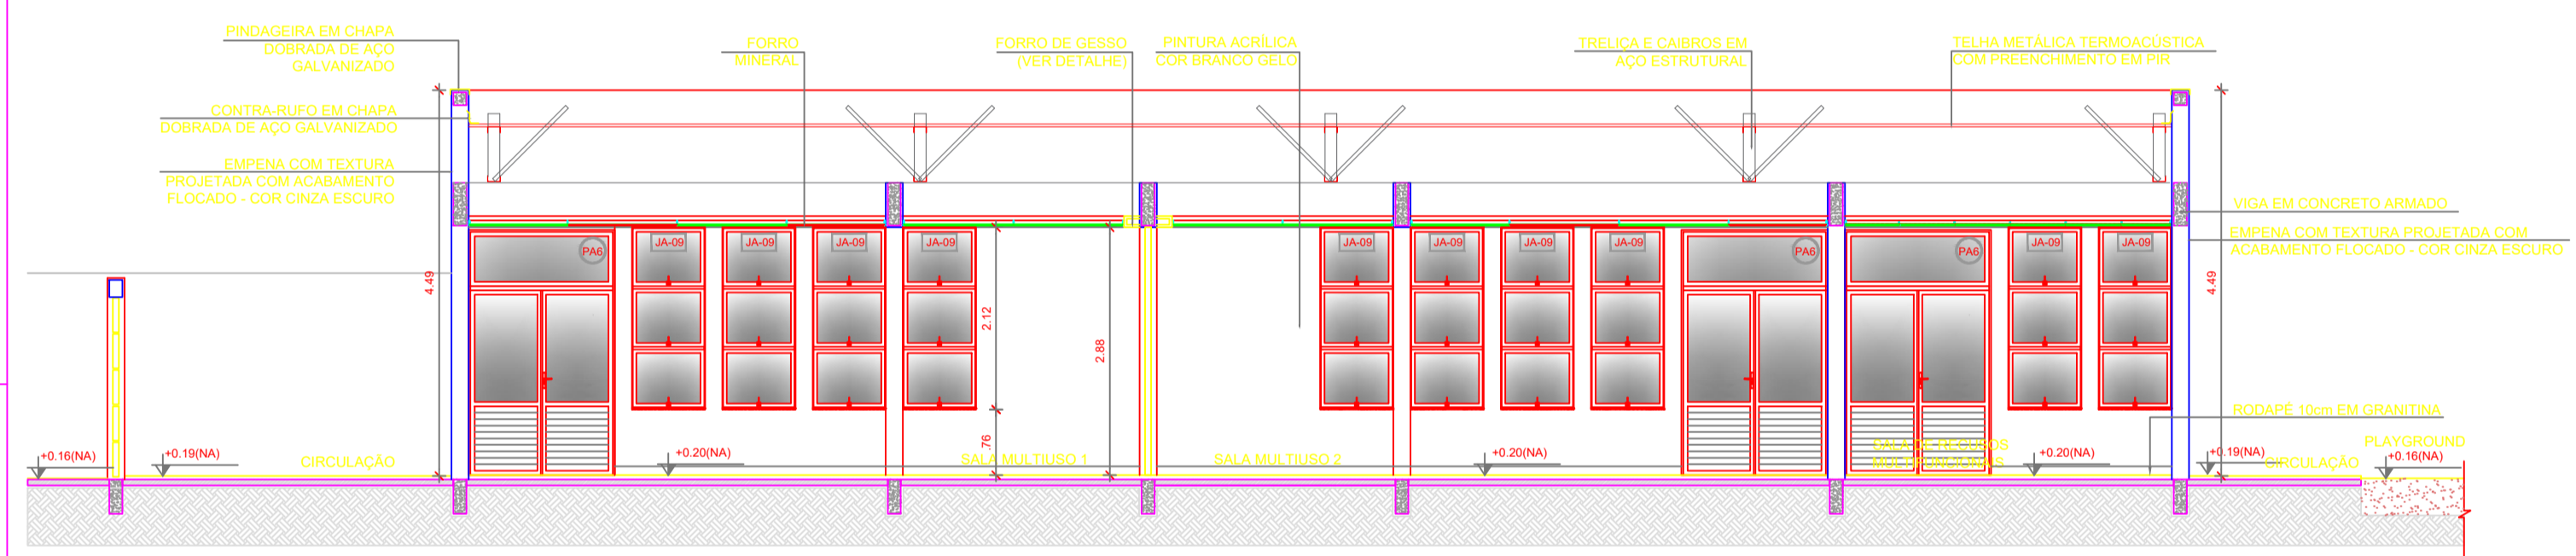 PINDAGEIRA EM CHAPA
DOBRADA DE AÇO
GALVANIZADO
FORRO
MINERAL
FORRO DE GESSO
(VER DETALHE)
PINTURA ACRÍLICA
COR BRANCO GELO
TRELIÇA E CAIBROS EM
AÇO ESTRUTURAL
TELHA METÁLICA TERMOACÚSTICA
COM PREENCHIMENTO EM PIR
CONTRA-RUFO EM CHAPA
DOBRADA DE AÇO GALVANIZADO
EMPENA COM TEXTURA
PROJETADA COM ACABAMENTO
FLOCADO - COR CINZA ESCURO
VIGA EM CONCRETO ARMADO
EMPENA COM TEXTURA PROJETADA COM
ACABAMENTO FLOCADO - COR CINZA ESCURO
4.49
PA6
JA-09
JA-09
JA-09
JA-09
2.12
2.88
.76
JA-09
JA-09
JA-09
JA-09
PA6
PA6
JA-09
JA-09
4.49
RODAPÉ 10cm EM GRANITINA
+0.16(NA)
+0.19(NA)
CIRCULAÇÃO
+0.20(NA)
SALA MULTIUSO 1
SALA MULTIUSO 2
+0.20(NA)
SALA DE RECUSOS
MULTIFUNCIONAIS
+0.20(NA)
+0.19(NA)
CIRCULAÇÃO
PLAYGROUND
+0.16(NA)